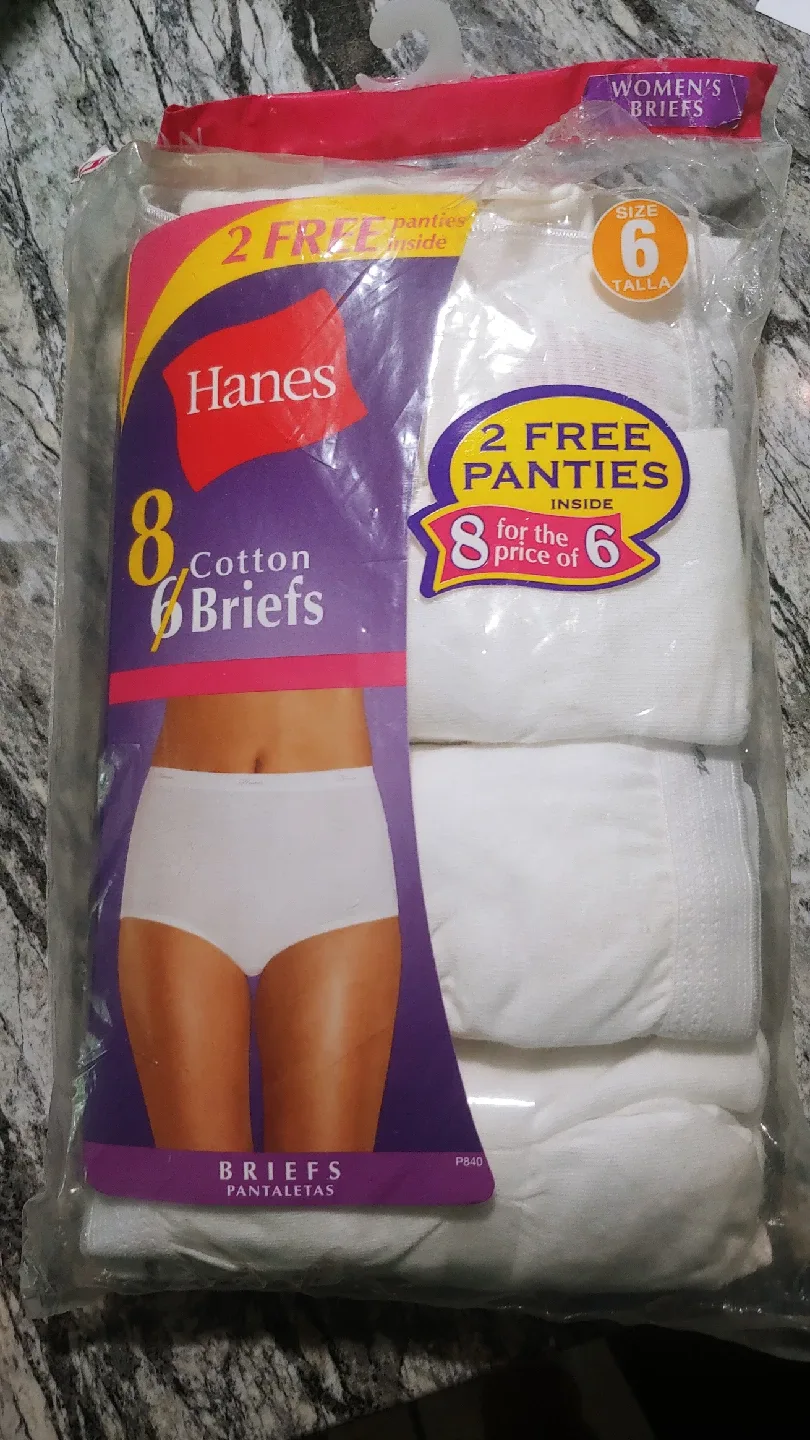 WOMEN'S
BRIEFS
2 FREE panties
inside
SIZE
6
TALLA
Hanes
2 FREE
PANTIES
INSIDE
8 for the
price of 6
8
6 Cotton
Briefs
BRIEFS
PANTALETAS
P840